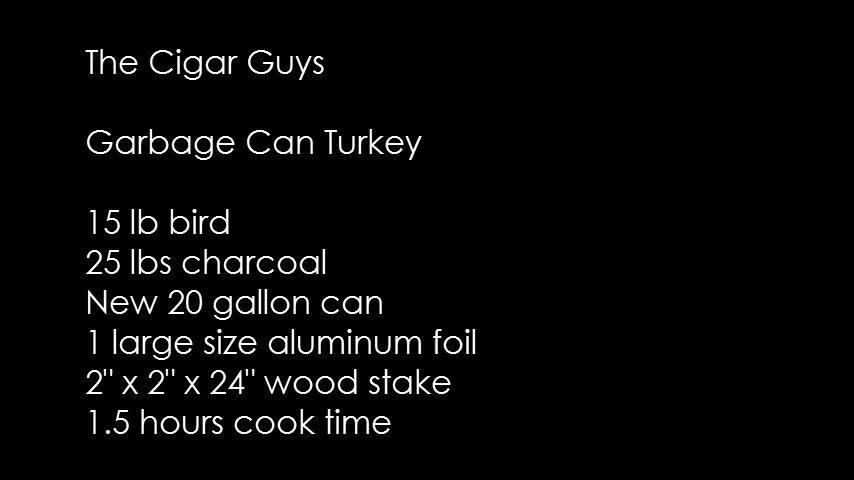 The Cigar Guys
Garbage Can Turkey
15 lb bird
25 lbs charcoal
New 20 gallon can
1 large size aluminum foil
2" x 2" x 24" wood stake
1.5 hours cook time